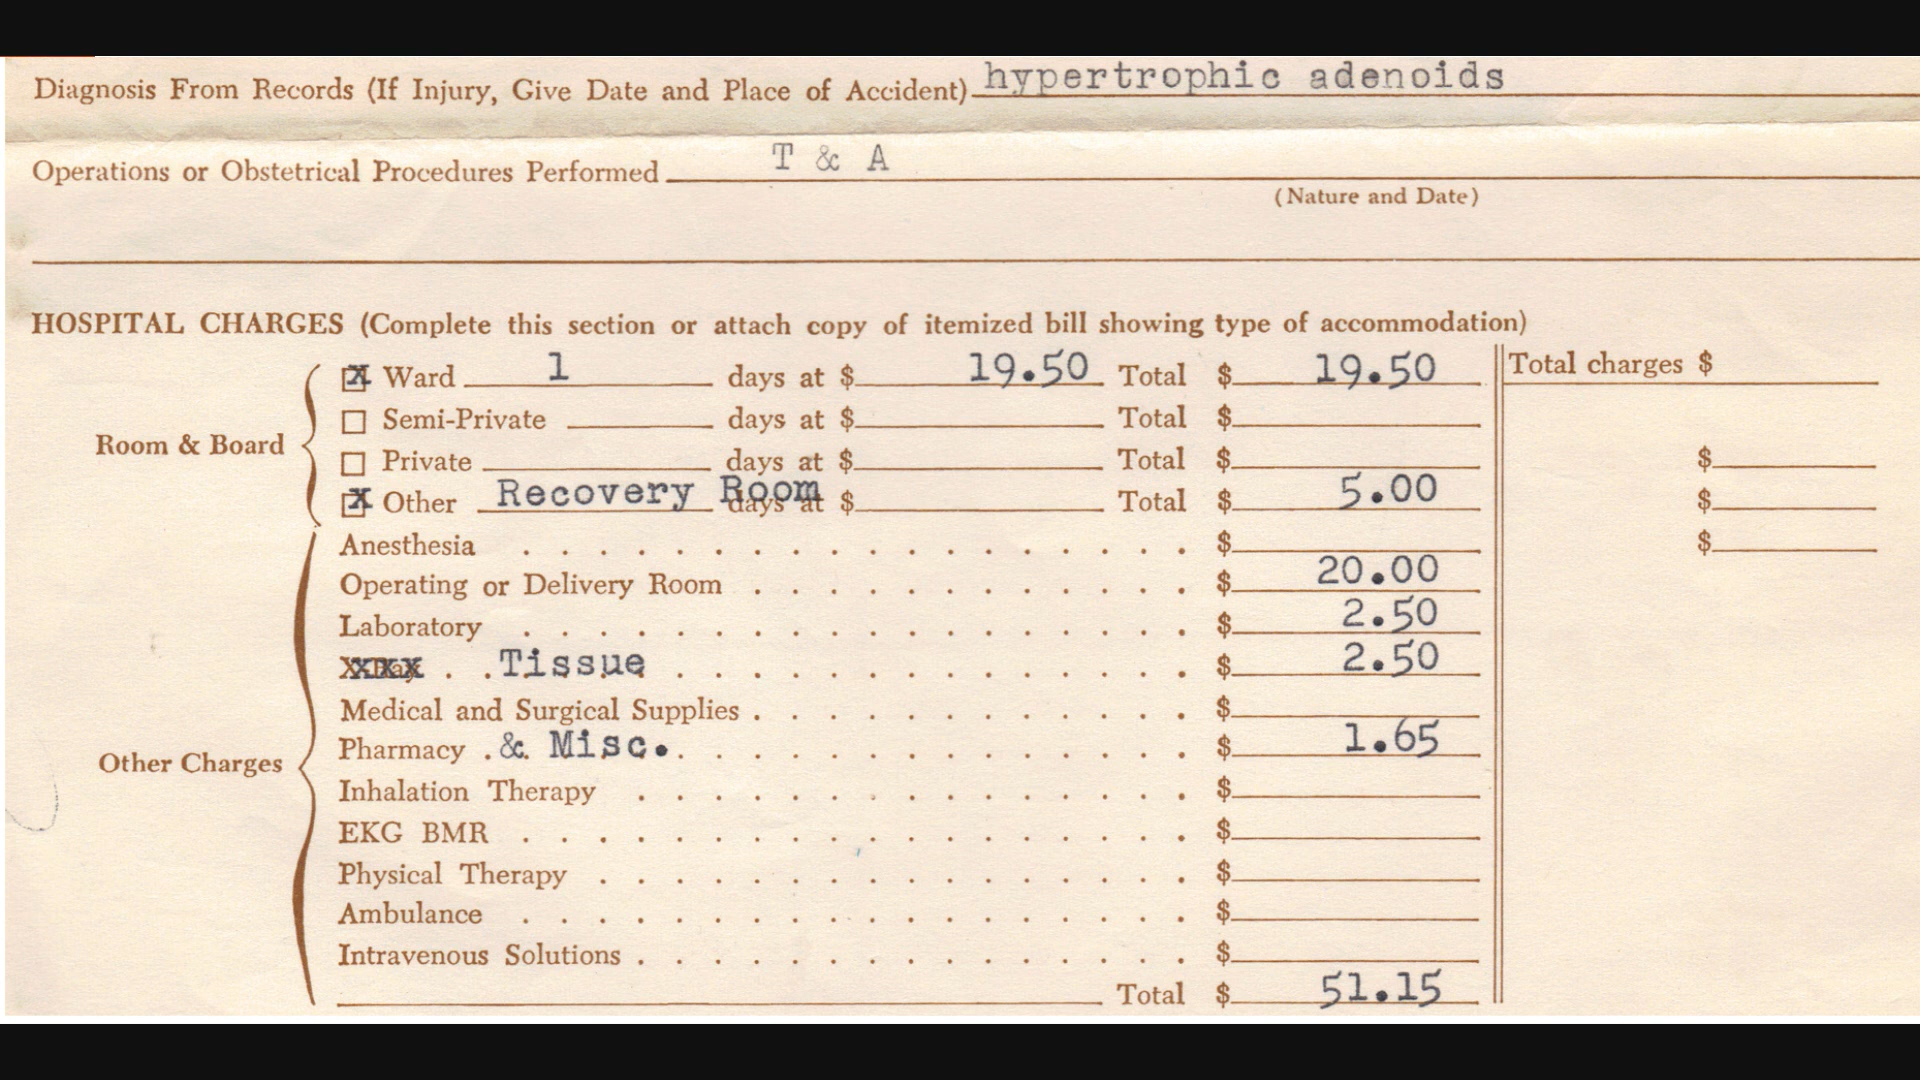 Diagnosis From Records (If Injury, Give Date and Place of Accident) hypertrophic adenoids
Operations or Obstetrical Procedures Performed T & A
(Nature and Date)
HOSPITAL CHARGES (Complete this section or attach copy of itemized bill showing type of accommodation)
Room & Board
X Ward 1 days at $ 19.50 Total $ 19.50
Total charges $
Semi-Private days at $ Total $
Private days at $ Total $ $
X Other Recovery Room days at $ Total $ 5.00 $
Anesthesia $ $
Operating or Delivery Room $ 20.00
Laboratory $ 2.50
X-Ray xxx Tissue $ 2.50
Medical and Surgical Supplies $
Pharmacy & Misc. $ 1.65
Other Charges
Inhalation Therapy $
EKG BMR $
Physical Therapy $
Ambulance $
Intravenous Solutions $
Total $ 51.15